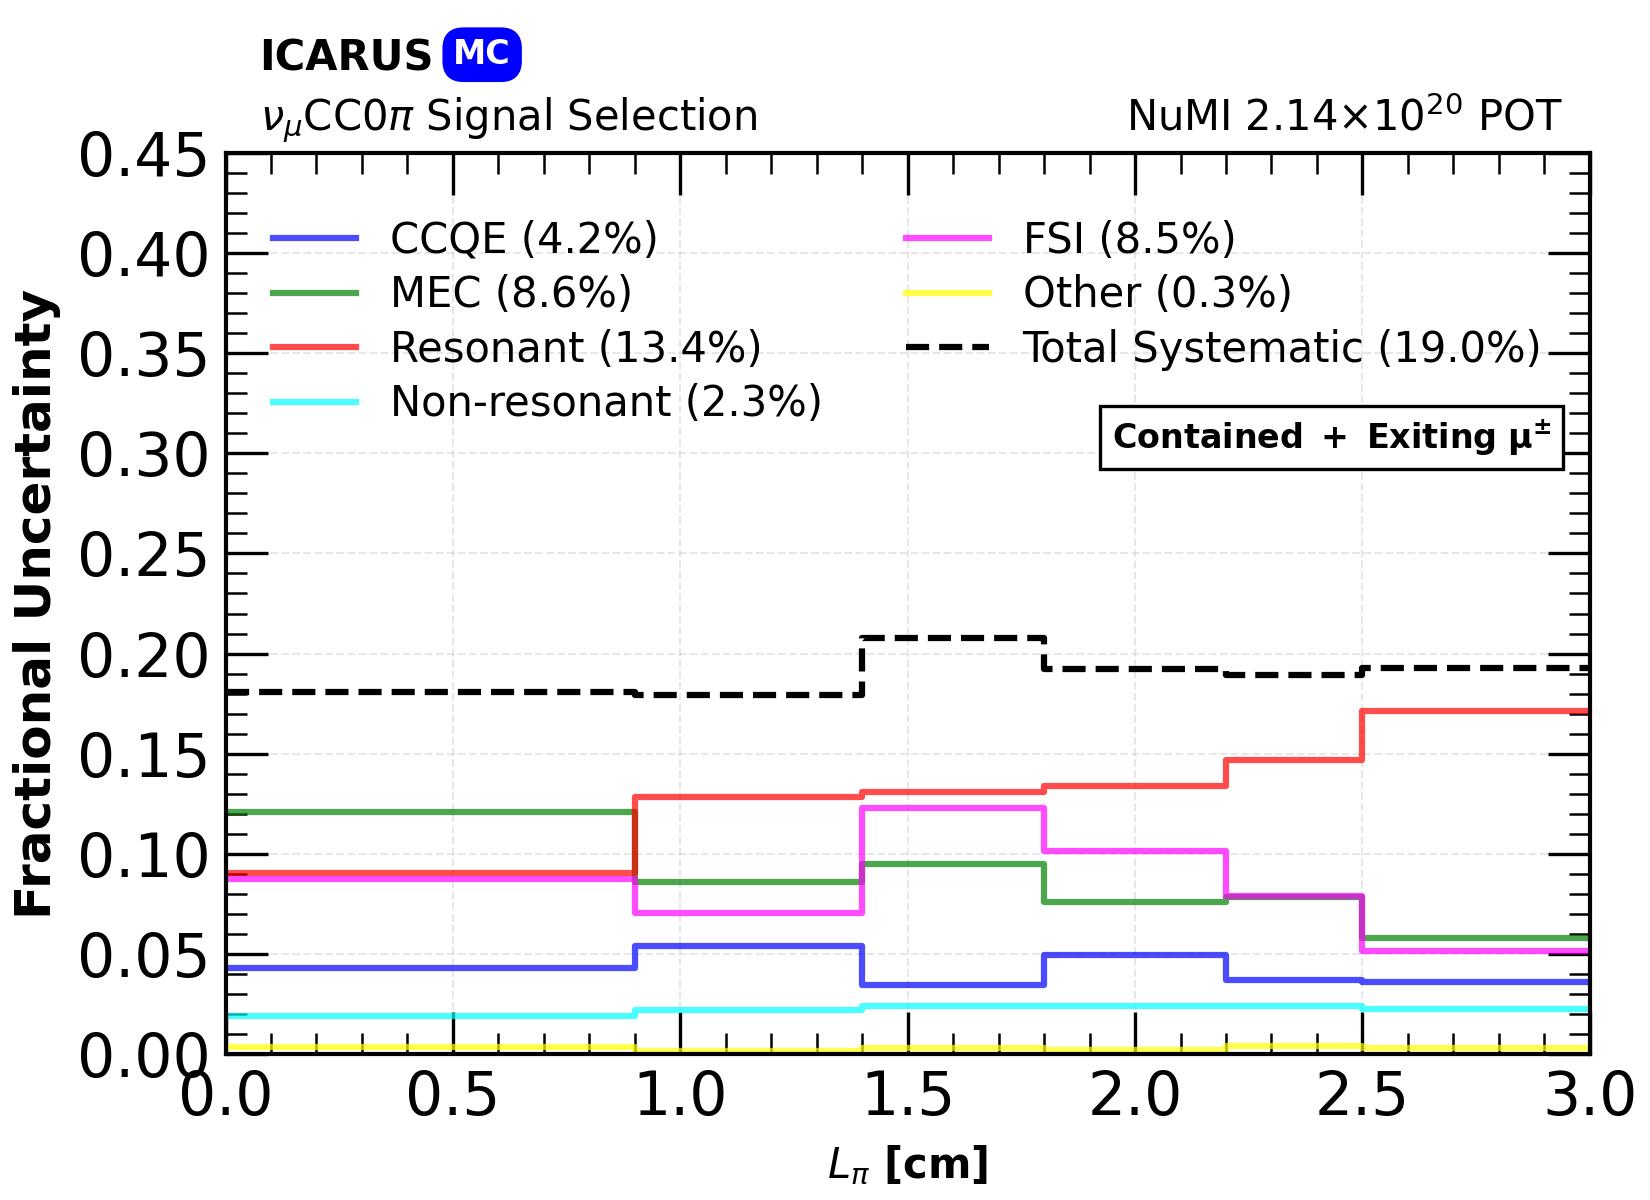 ICARUS MC
νμCC0π Signal Selection
NuMI 2.14×10²⁰ POT
0.45
0.40
0.35
0.30
0.25
0.20
0.15
0.10
0.05
0.00
Fractional Uncertainty
CCQE (4.2%)
MEC (8.6%)
Resonant (13.4%)
Non-resonant (2.3%)
FSI (8.5%)
Other (0.3%)
Total Systematic (19.0%)
Contained + Exiting μ±
0.0 0.5 1.0 1.5 2.0 2.5 3.0
Lπ [cm]